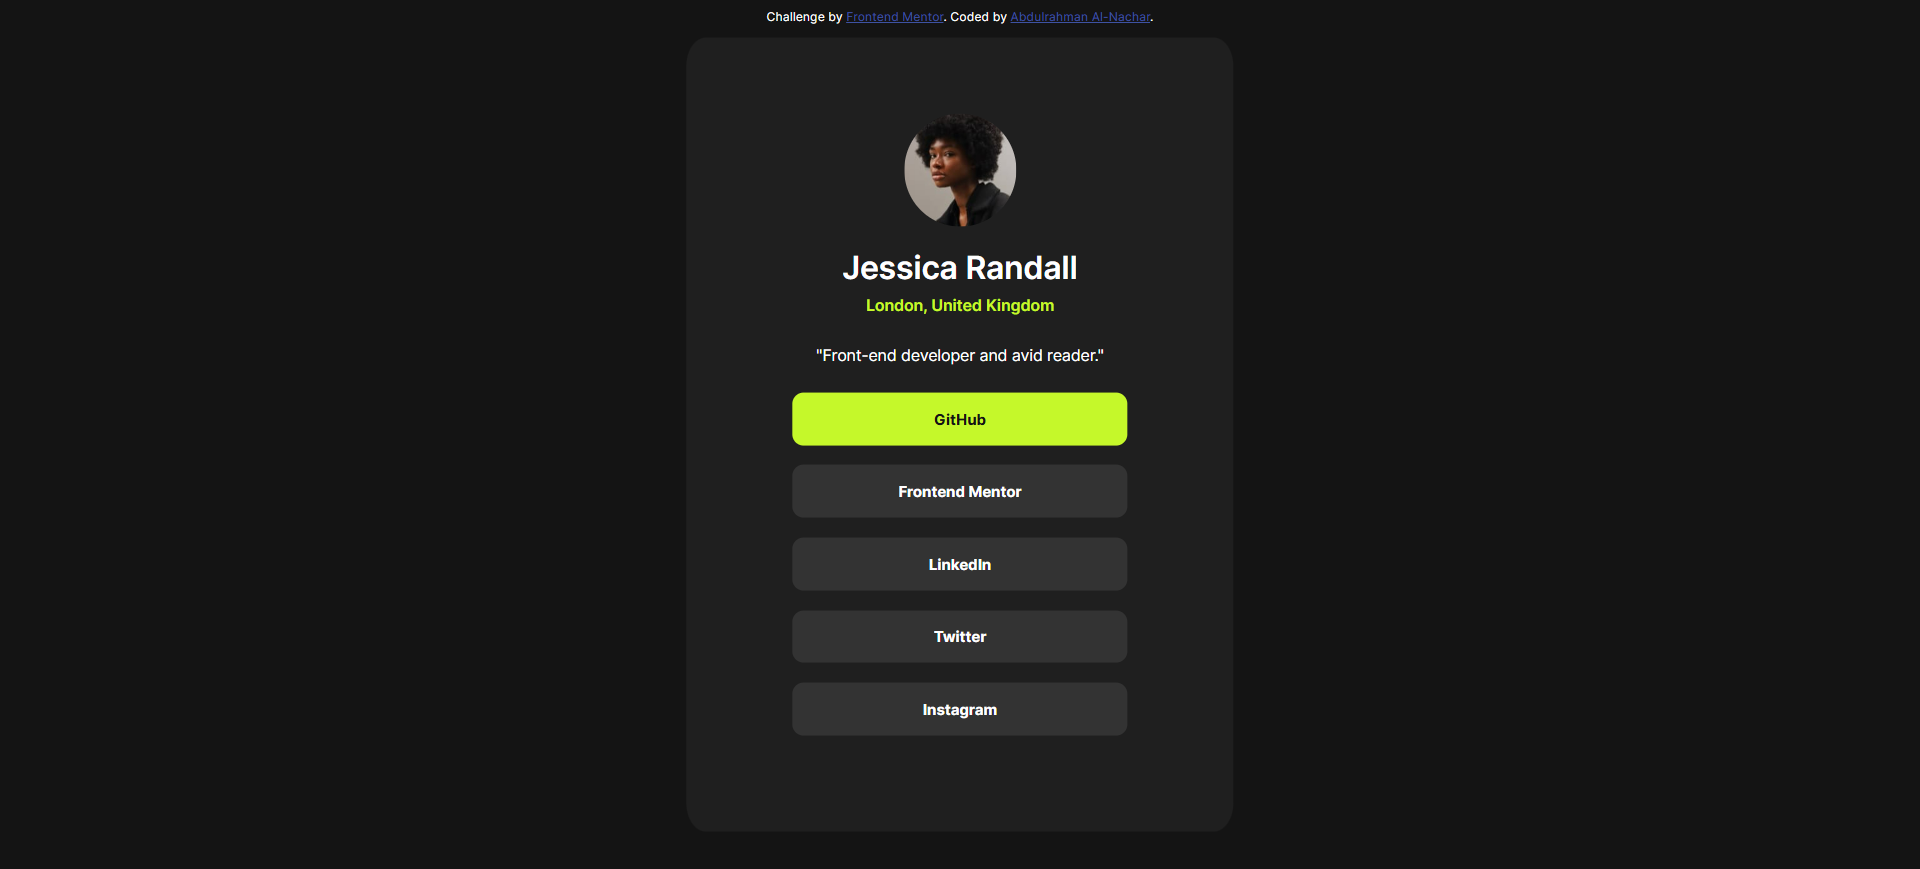 Challenge by Frontend Mentor. Coded by Abdulrahman Al-Nachar.
Jessica Randall
London, United Kingdom
"Front-end developer and avid reader."
GitHub
Frontend Mentor
LinkedIn
Twitter
Instagram